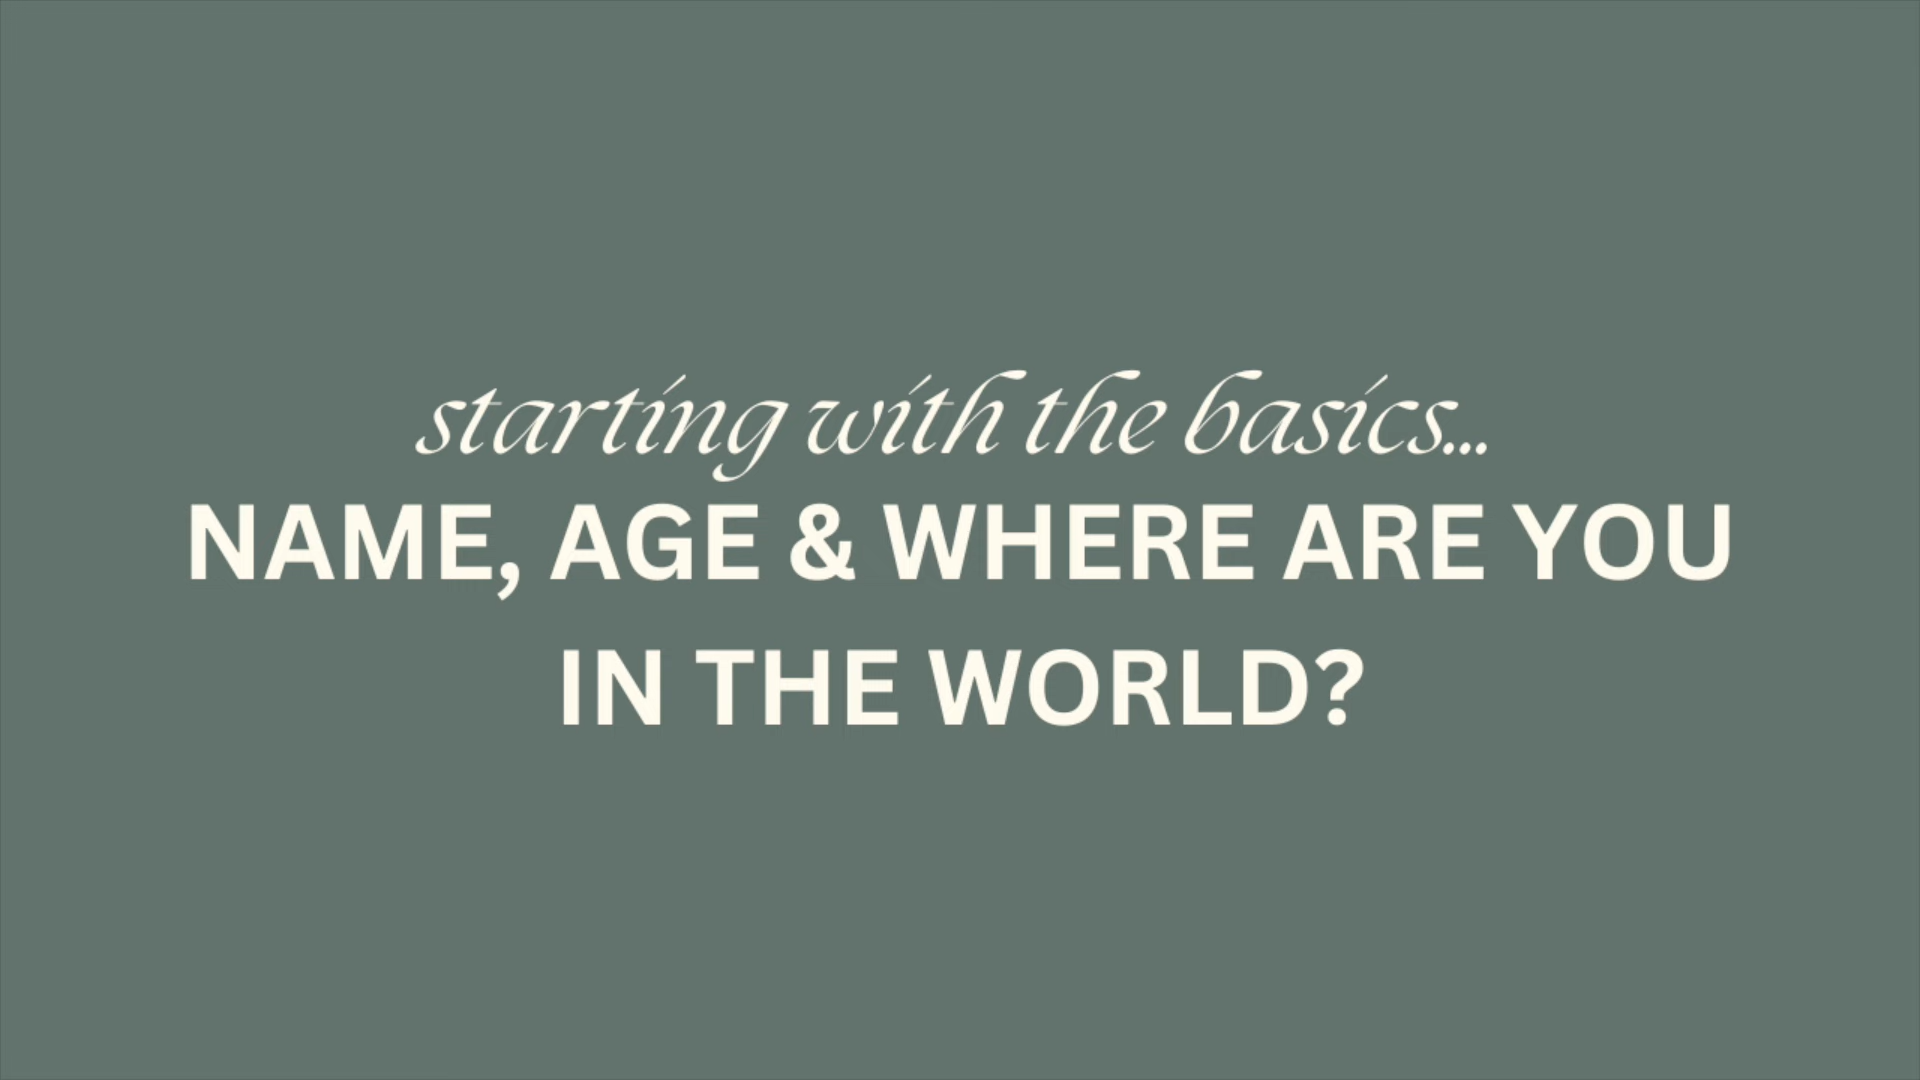 starting with the basics...
NAME, AGE & WHERE ARE YOU
IN THE WORLD?